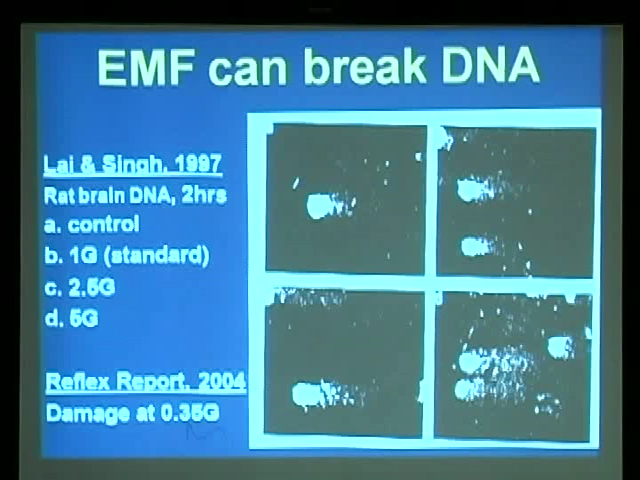 EMF can break DNA
Lai & Singh, 1997
Rat brain DNA, 2hrs
a. control
b. 1G (standard)
c. 2.5G
d. 5G
Reflex Report, 2004
Damage at 0.35G